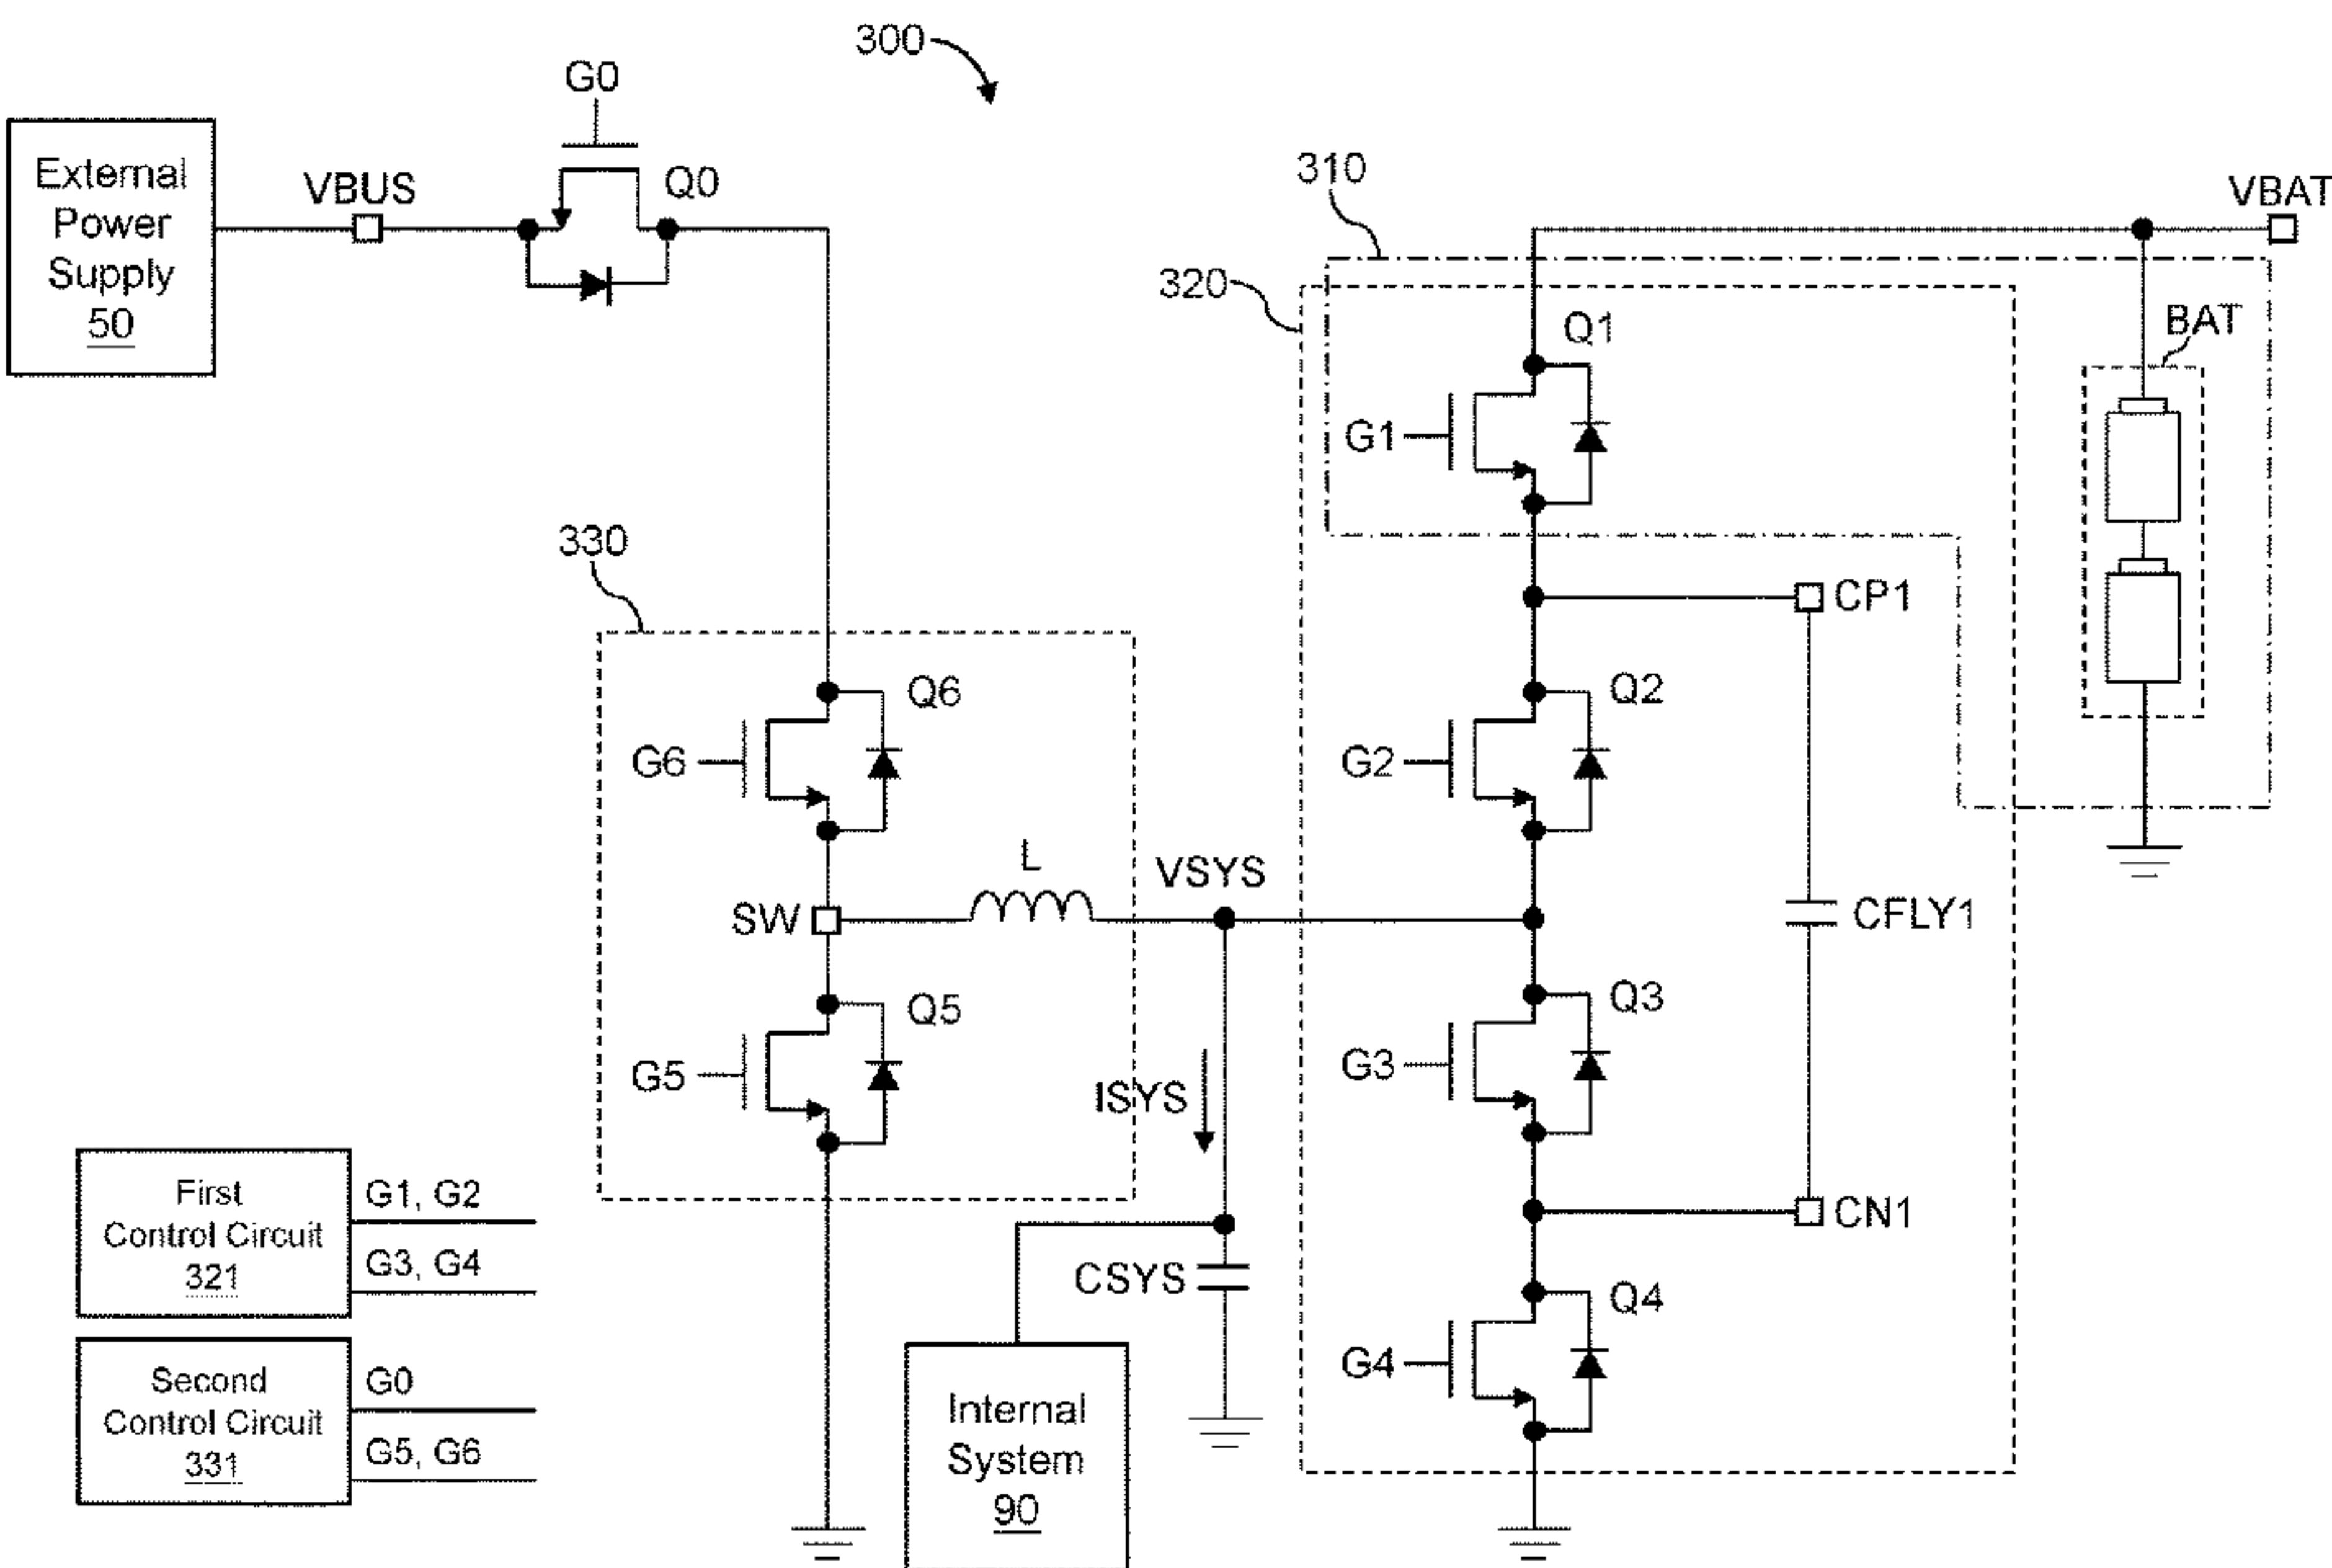 300
G0
External
Power
Supply
50
VBUS
Q0
310
VBAT
320
BAT
Q1
G1
330
CP1
Q6
Q2
G6
G2
L
VSYS
SW
CFLY1
Q5
Q3
G5
G3
ISYS
First
Control Circuit
321
G1, G2
G3, G4
CN1
CSYS
Q4
G4
Second
Control Circuit
331
G0
G5, G6
Internal
System
90